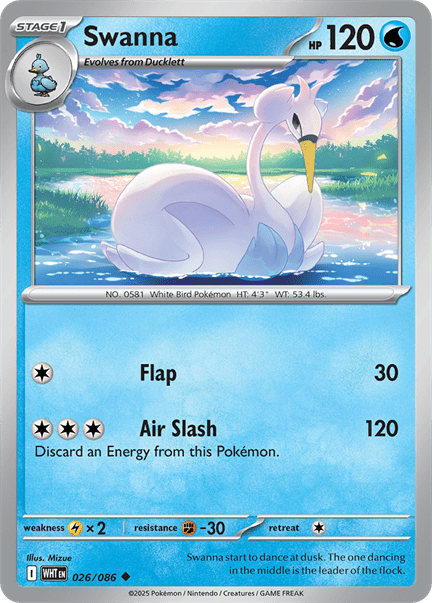 STAGE1
Swanna
HP 120
Evolves from Ducklett
NO. 0581 White Bird Pokémon HT: 4'3" WT: 53.4 lbs.
Flap 30
Air Slash 120
Discard an Energy from this Pokémon.
weakness ×2 resistance -30 retreat
Illus. Mizue
Swanna start to dance at dusk. The one dancing
in the middle is the leader of the flock.
I WHT EN 026/086
©2025 Pokémon / Nintendo / Creatures / GAME FREAK